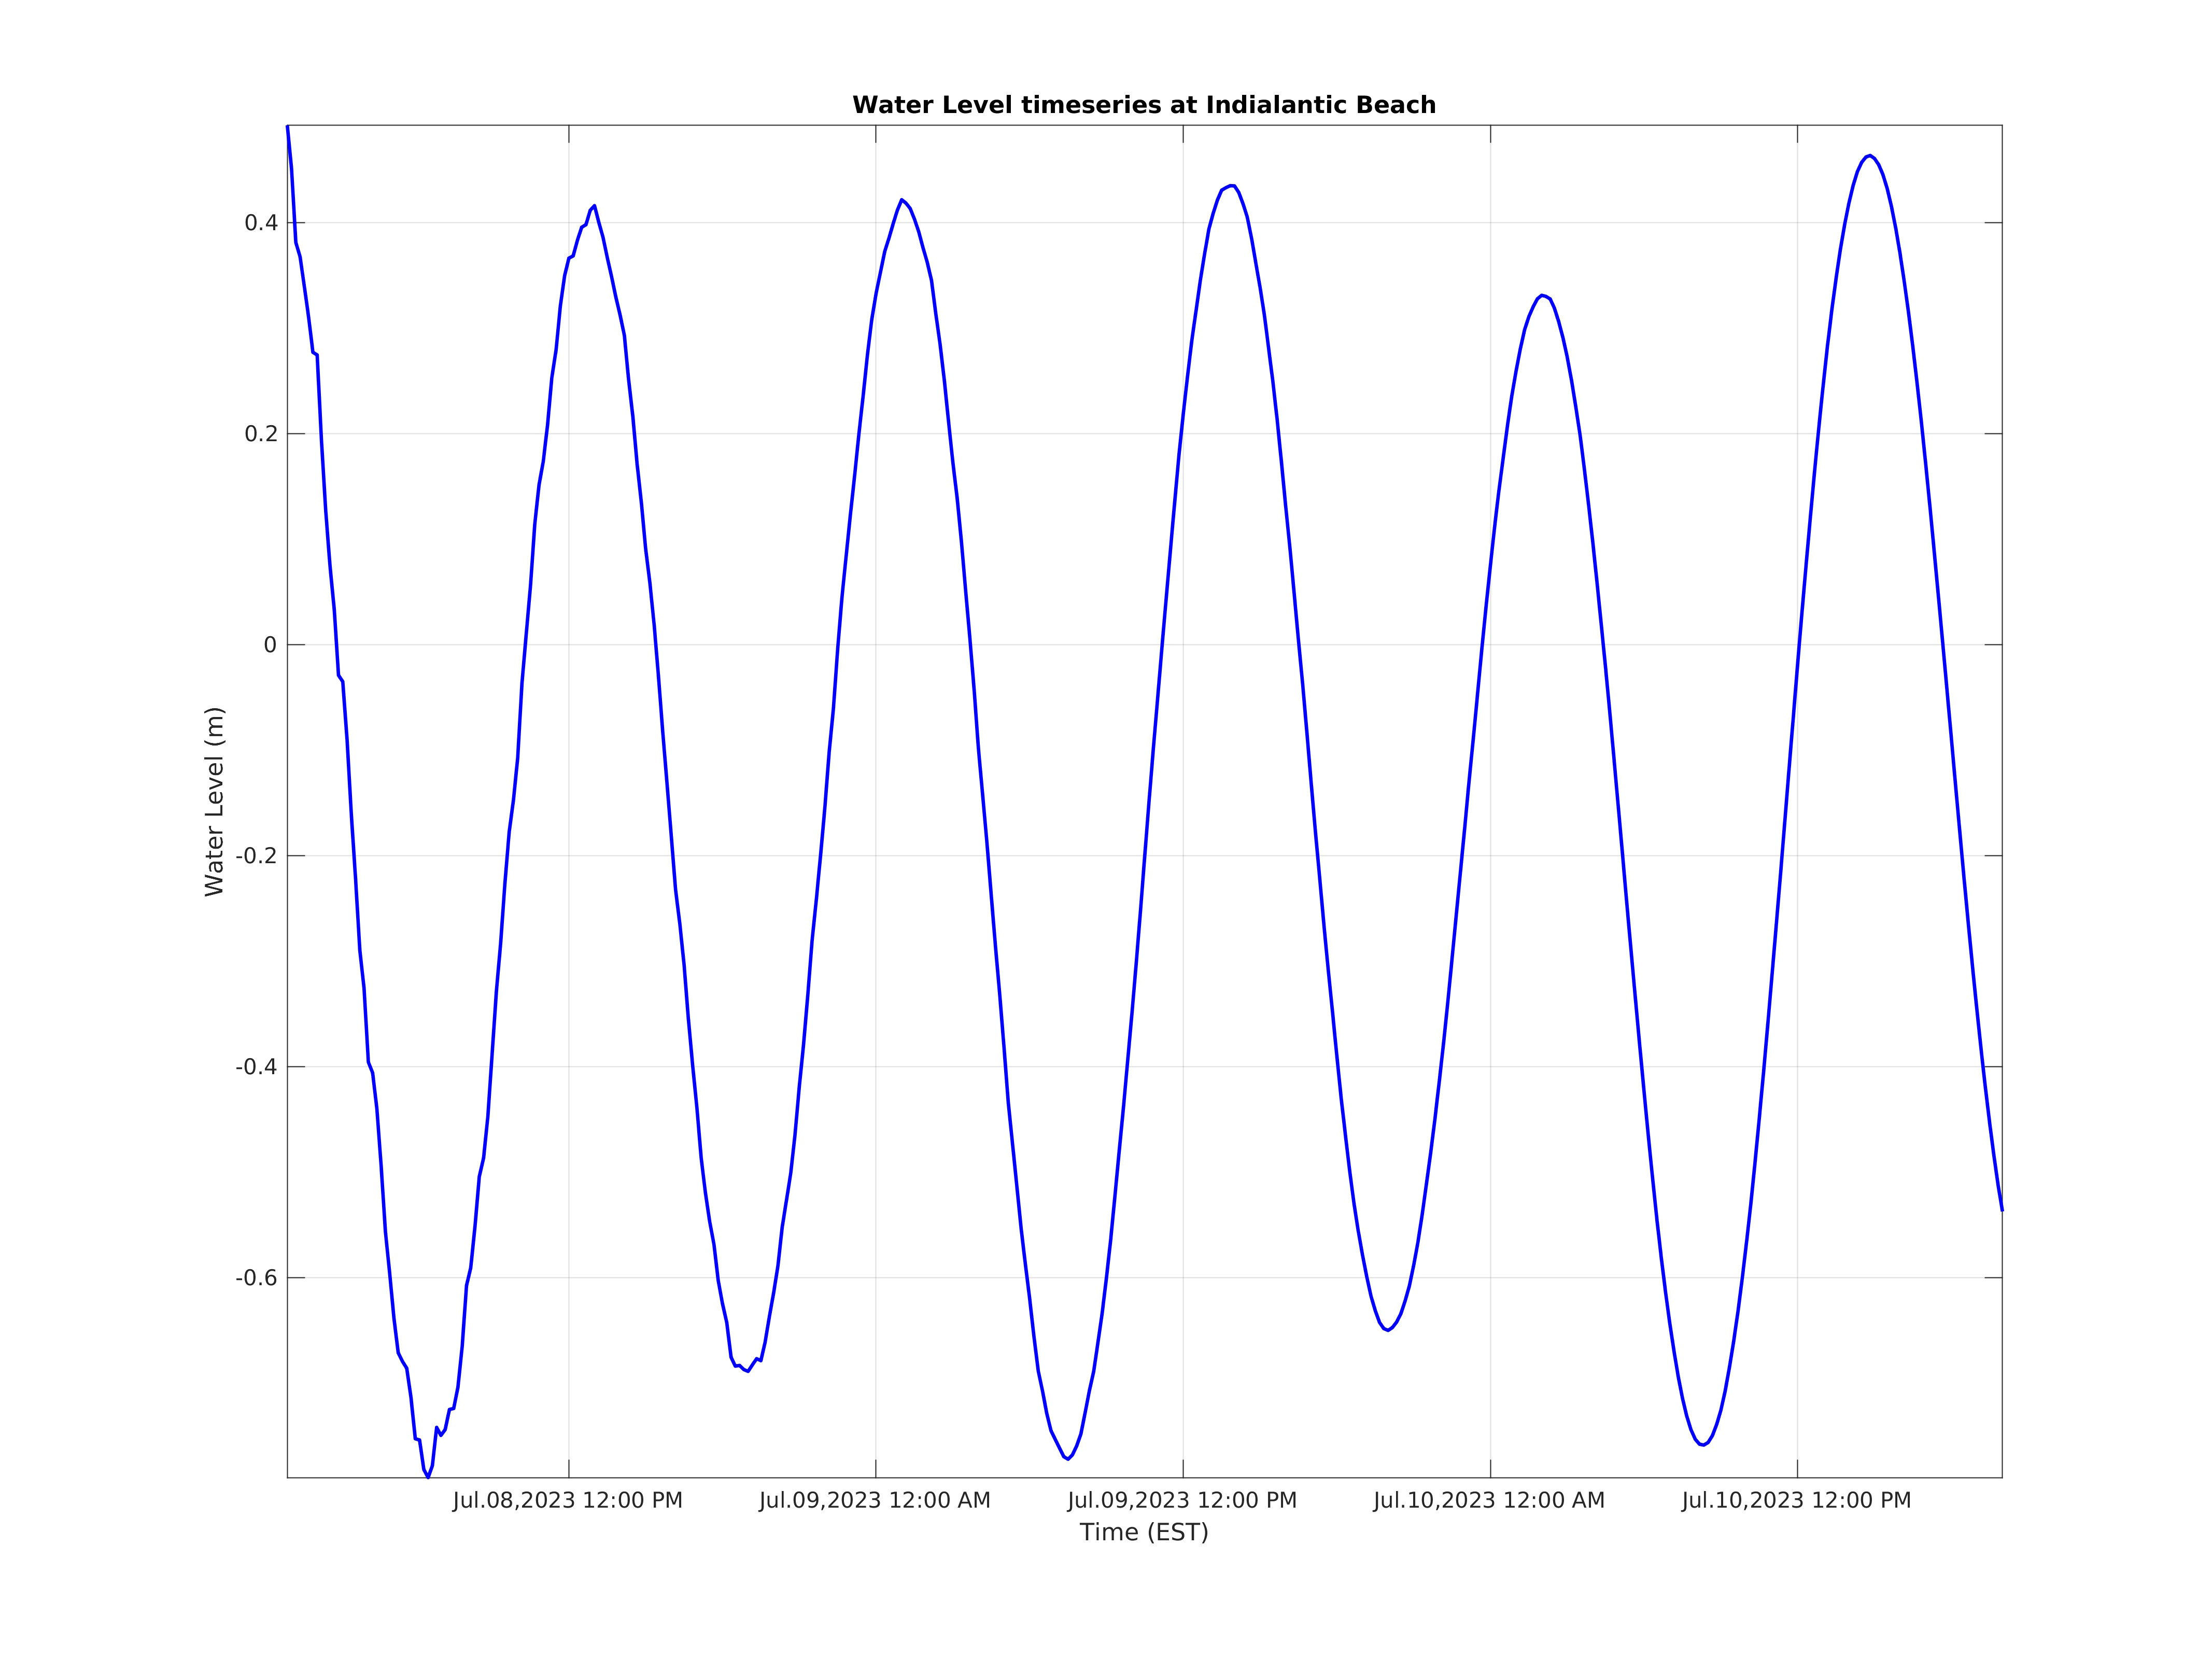 Water Level timeseries at Indialantic Beach
0.4
0.2
0
-0.2
-0.4
-0.6
Water Level (m)
Jul.08,2023 12:00 PM
Jul.09,2023 12:00 AM
Jul.09,2023 12:00 PM
Jul.10,2023 12:00 AM
Jul.10,2023 12:00 PM
Time (EST)